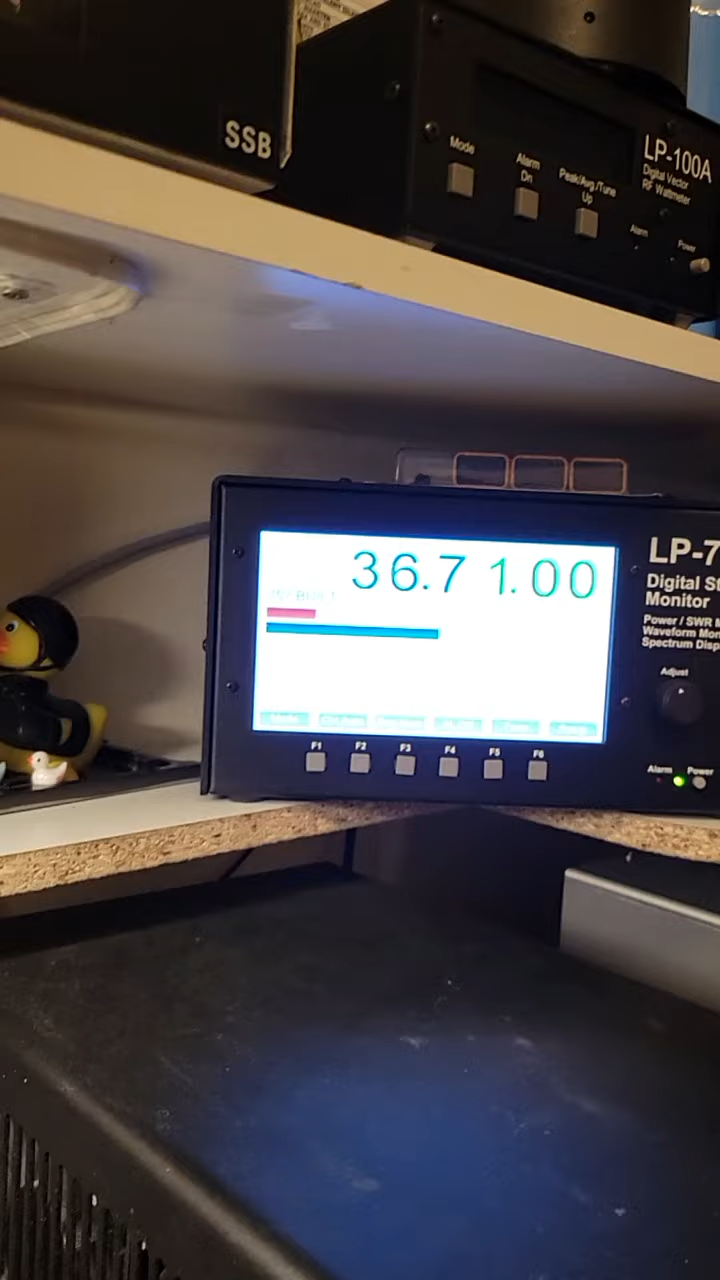 SSB
LP-100A
Digital Vector
RF Wattmeter
Mode
Alarm
On
Peak/Avg./Tune
Up
Alarm
Power
36.7 1.00
LP-7
Digital St
Monitor
Power / SWR M
Waveform Mon
Spectrum Disp
Adjust
F1 F2 F3 F4 F5 F6
Alarm Power